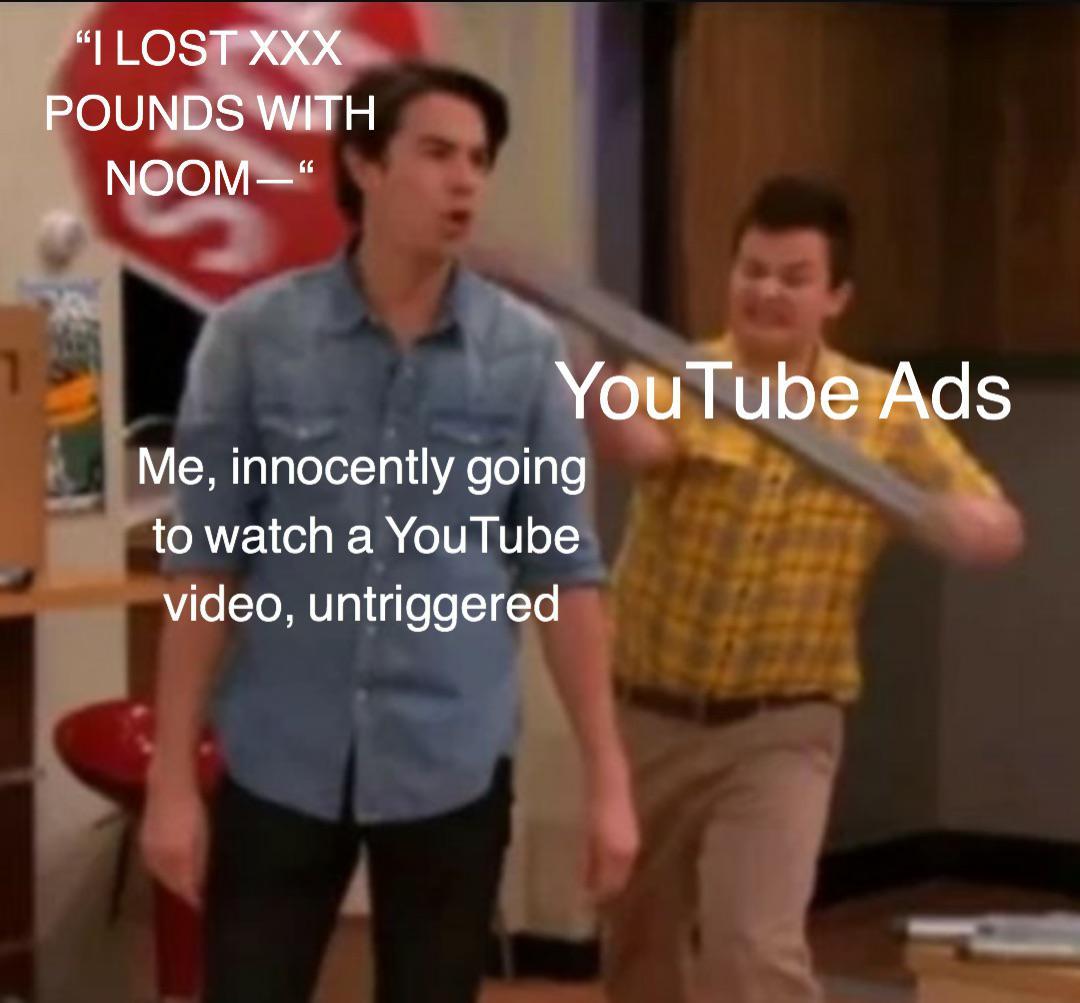 “I LOST XXX
POUNDS WITH
NOOM—“
YouTube Ads
Me, innocently going
to watch a YouTube
video, untriggered